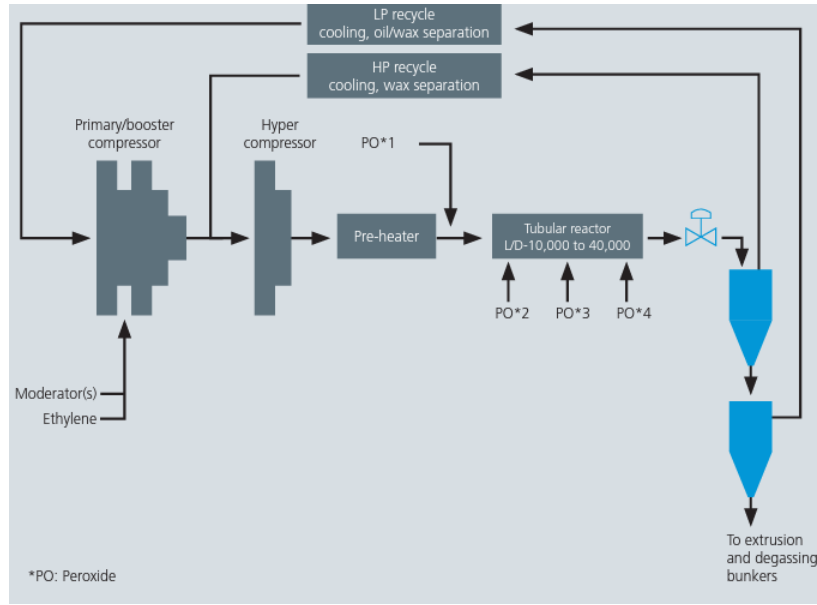 LP recycle
cooling, oil/wax separation
HP recycle
cooling, wax separation
Primary/booster
compressor
Hyper
compressor
PO*1
Pre-heater
Tubular reactor
L/D-10,000 to 40,000
PO*2
PO*3
PO*4
Moderator(s)
Ethylene
To extrusion
and degassing
bunkers
*PO: Peroxide